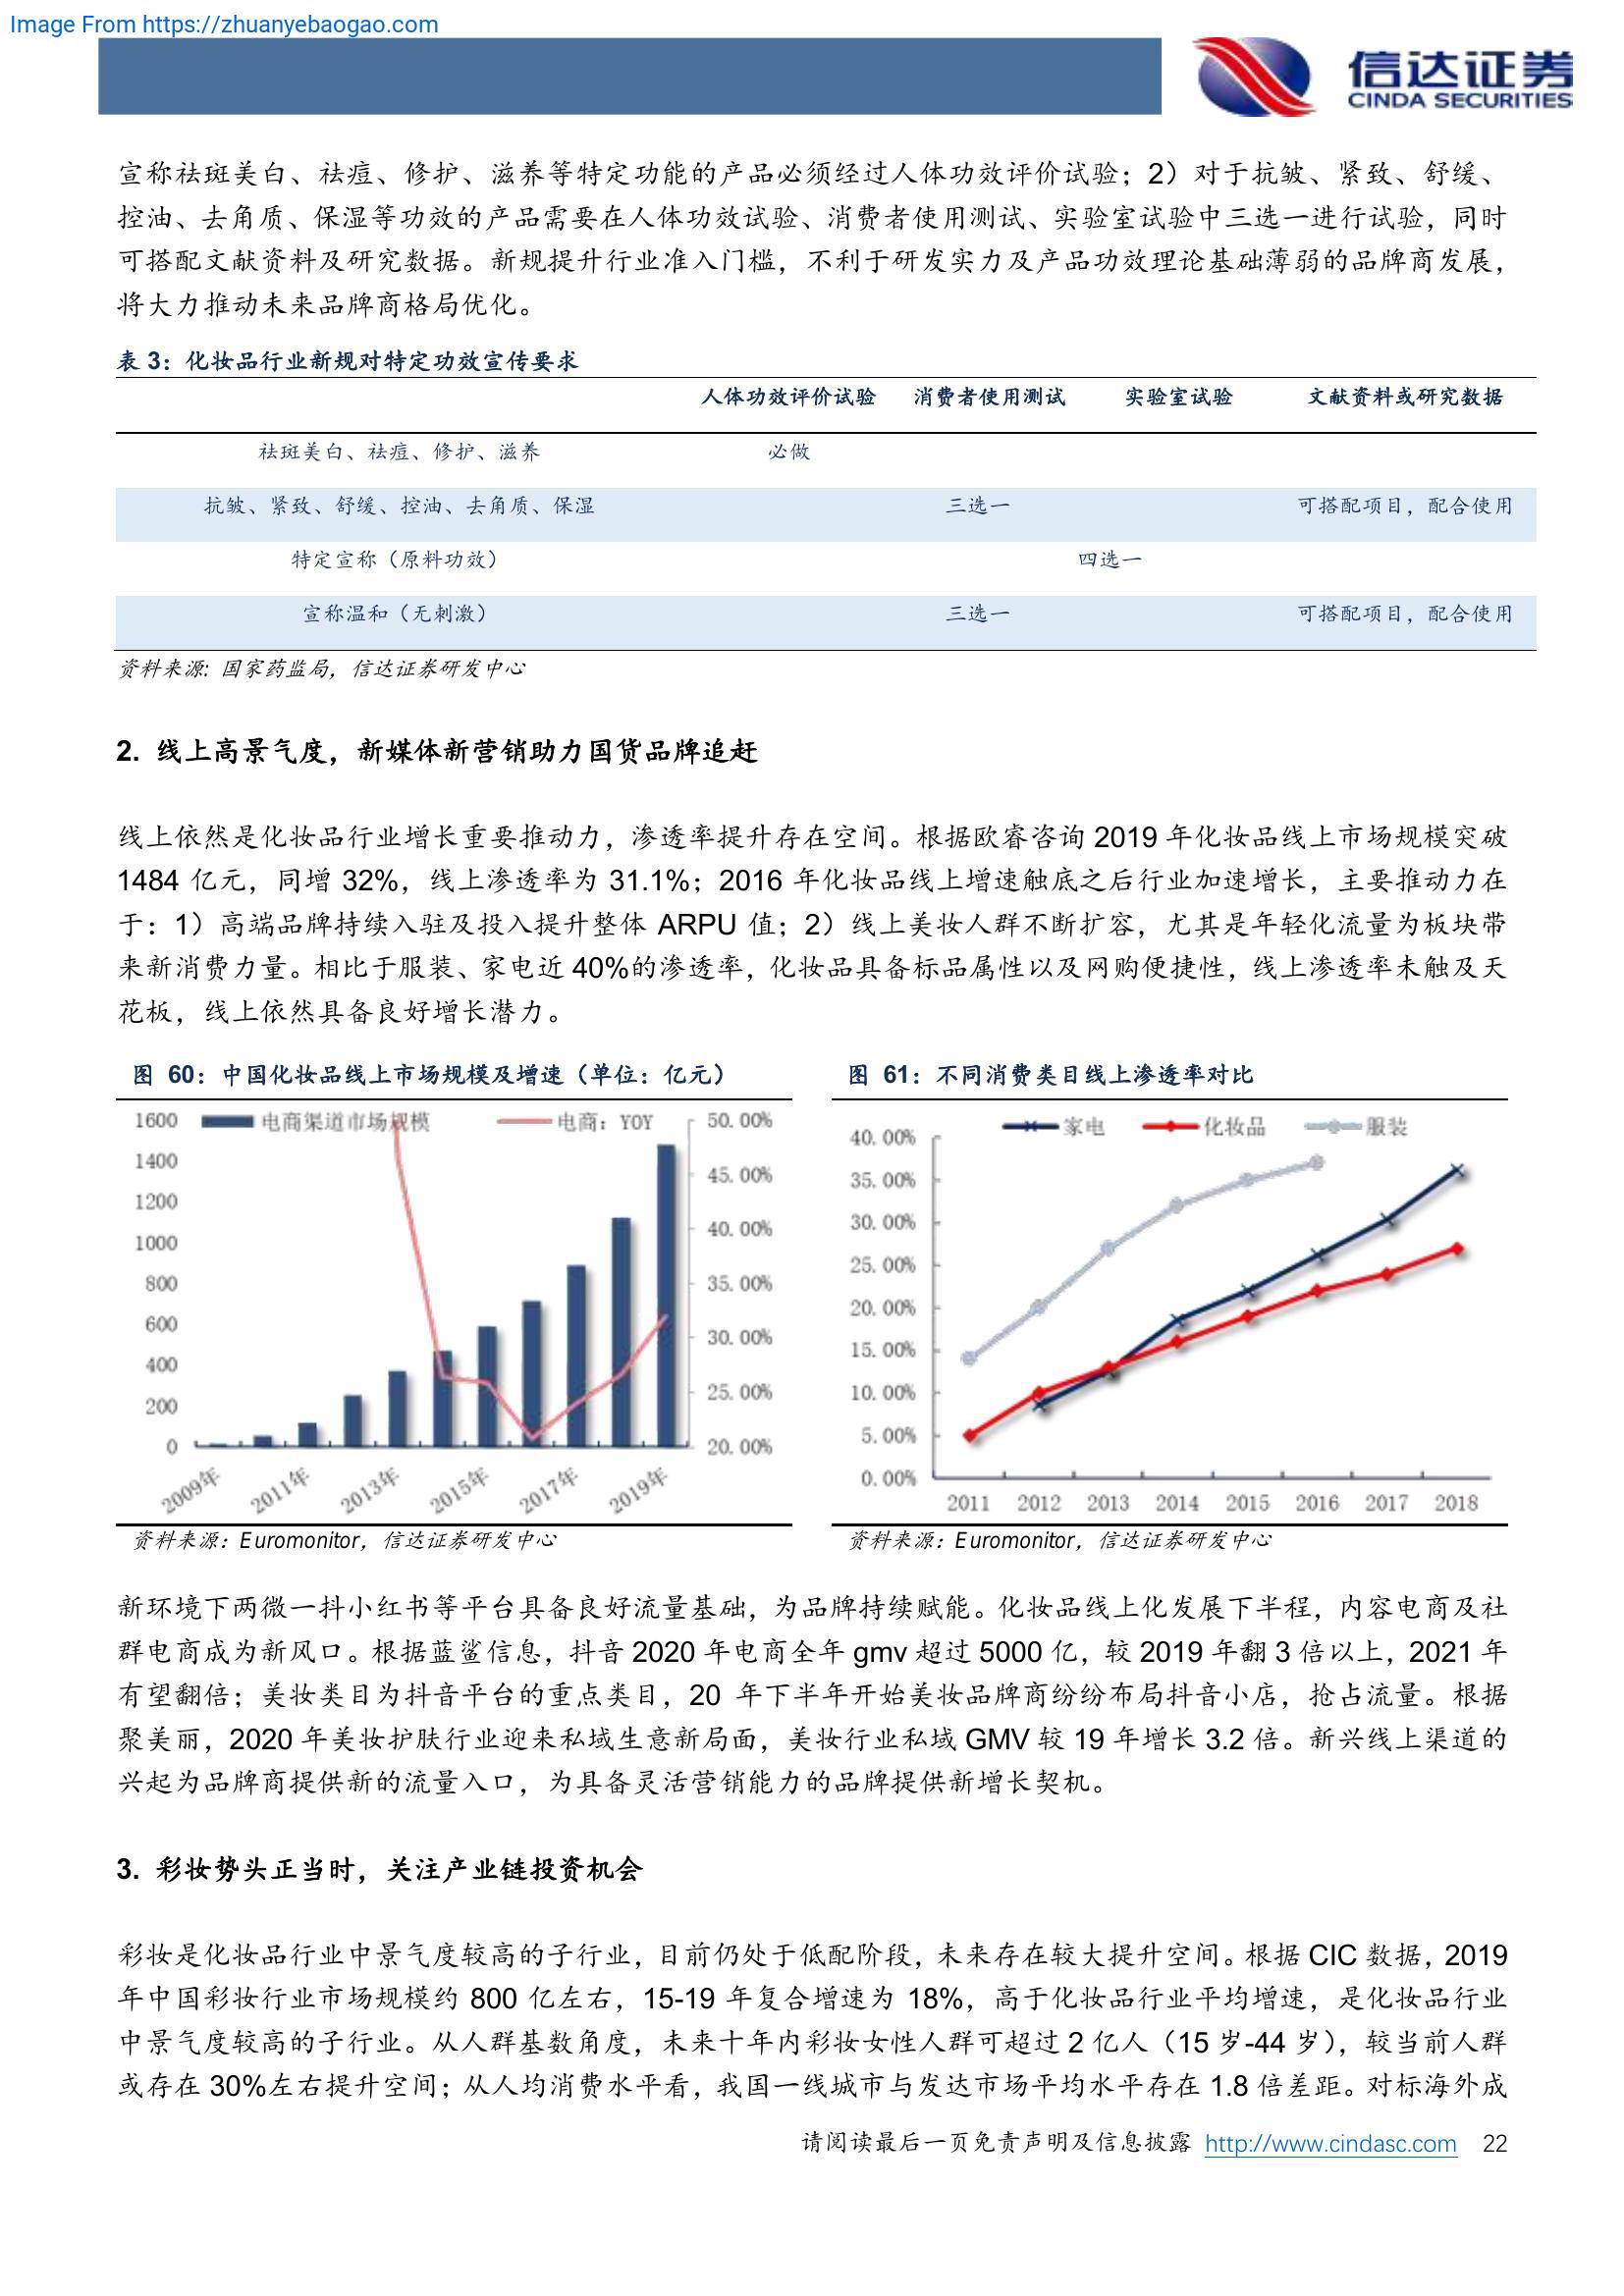 Image From https://zhuanyebaogao.com
信达证券
CINDA SECURITIES
宣称祛斑美白、祛痘、修护、滋养等特定功能的产品必须经过人体功效评价试验；2）对于抗皱、紧致、舒缓、
控油、去角质、保湿等功效的产品需要在人体功效试验、消费者使用测试、实验室试验中三选一进行试验，同时
可搭配文献资料及研究数据。新规提升行业准入门槛，不利于研发实力及产品功效理论基础薄弱的品牌商发展，
将大力推动未来品牌商格局优化。
表 3：化妆品行业新规对特定功效宣传要求
人体功效评价试验 消费者使用测试 实验室试验 文献资料或研究数据
祛斑美白、祛痘、修护、滋养 必做
抗皱、紧致、舒缓、控油、去角质、保湿 三选一 可搭配项目，配合使用
特定宣称（原料功效） 四选一
宣称温和（无刺激） 三选一 可搭配项目，配合使用
资料来源: 国家药监局，信达证券研发中心
2. 线上高景气度，新媒体新营销助力国货品牌追赶
线上依然是化妆品行业增长重要推动力，渗透率提升存在空间。根据欧睿咨询 2019 年化妆品线上市场规模突破
1484 亿元，同增 32%，线上渗透率为 31.1%；2016 年化妆品线上增速触底之后行业加速增长，主要推动力在
于：1）高端品牌持续入驻及投入提升整体 ARPU 值；2）线上美妆人群不断扩容，尤其是年轻化流量为板块带
来新消费力量。相比于服装、家电近 40%的渗透率，化妆品具备标品属性以及网购便捷性，线上渗透率未触及天
花板，线上依然具备良好增长潜力。
图 60：中国化妆品线上市场规模及增速（单位：亿元）
电商渠道市场规模 电商：YOY
1600
1400
1200
1000
800
600
400
200
0
50.00%
45.00%
40.00%
35.00%
30.00%
25.00%
20.00%
2009年 2011年 2013年 2015年 2017年 2019年
资料来源：Euromonitor，信达证券研发中心
图 61：不同消费类目线上渗透率对比
家电 化妆品 服装
40.00%
35.00%
30.00%
25.00%
20.00%
15.00%
10.00%
5.00%
0.00%
2011 2012 2013 2014 2015 2016 2017 2018
资料来源：Euromonitor，信达证券研发中心
新环境下两微一抖小红书等平台具备良好流量基础，为品牌持续赋能。化妆品线上化发展下半程，内容电商及社
群电商成为新风口。根据蓝鲨信息，抖音 2020 年电商全年 gmv 超过 5000 亿，较 2019 年翻 3 倍以上，2021 年
有望翻倍；美妆类目为抖音平台的重点类目，20 年下半年开始美妆品牌商纷纷布局抖音小店，抢占流量。根据
聚美丽，2020 年美妆护肤行业迎来私域生意新局面，美妆行业私域 GMV 较 19 年增长 3.2 倍。新兴线上渠道的
兴起为品牌商提供新的流量入口，为具备灵活营销能力的品牌提供新增长契机。
3. 彩妆势头正当时，关注产业链投资机会
彩妆是化妆品行业中景气度较高的子行业，目前仍处于低配阶段，未来存在较大提升空间。根据 CIC 数据，2019
年中国彩妆行业市场规模约 800 亿左右，15-19 年复合增速为 18%，高于化妆品行业平均增速，是化妆品行业
中景气度较高的子行业。从人群基数角度，未来十年内彩妆女性人群可超过 2 亿人（15 岁-44 岁），较当前人群
或存在 30%左右提升空间；从人均消费水平看，我国一线城市与发达市场平均水平存在 1.8 倍差距。对标海外成
请阅读最后一页免责声明及信息披露 http://www.cindasc.com 22